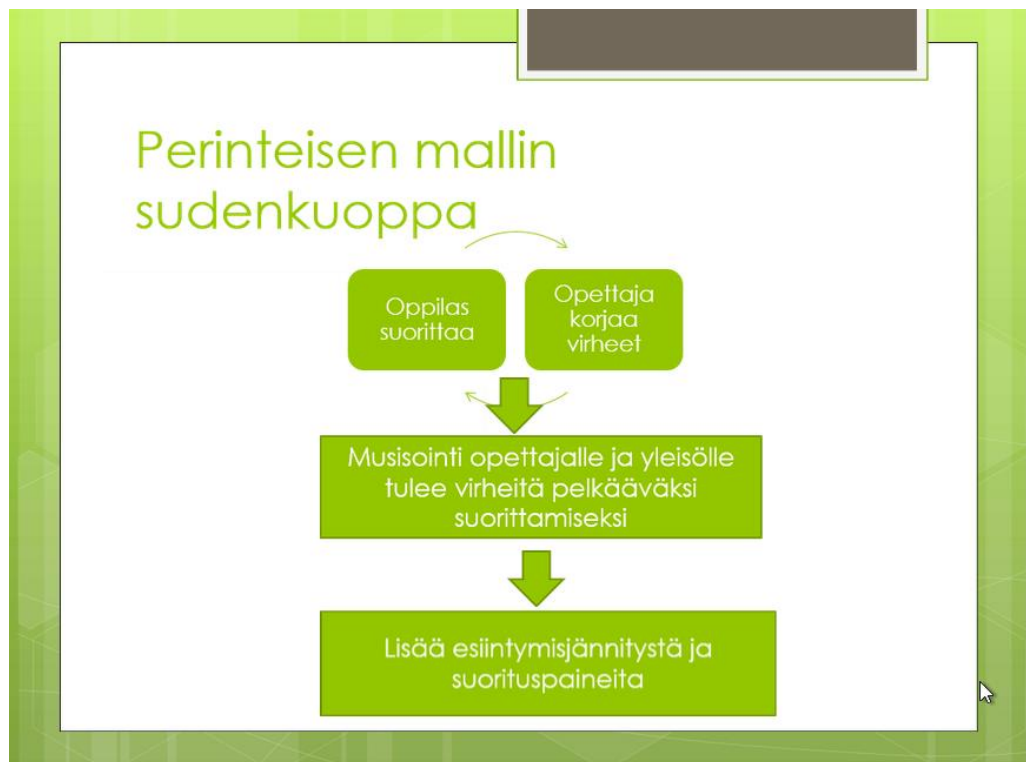 Perinteisen mallin
sudenkuoppa
Oppilas
suorittaa
Opettaja
korjaa
virheet
Musisointi opettajalle ja yleisölle
tulee virheitä pelkääväksi
suorittamiseksi
Lisää esiintymisjännitystä ja
suorituspaineita